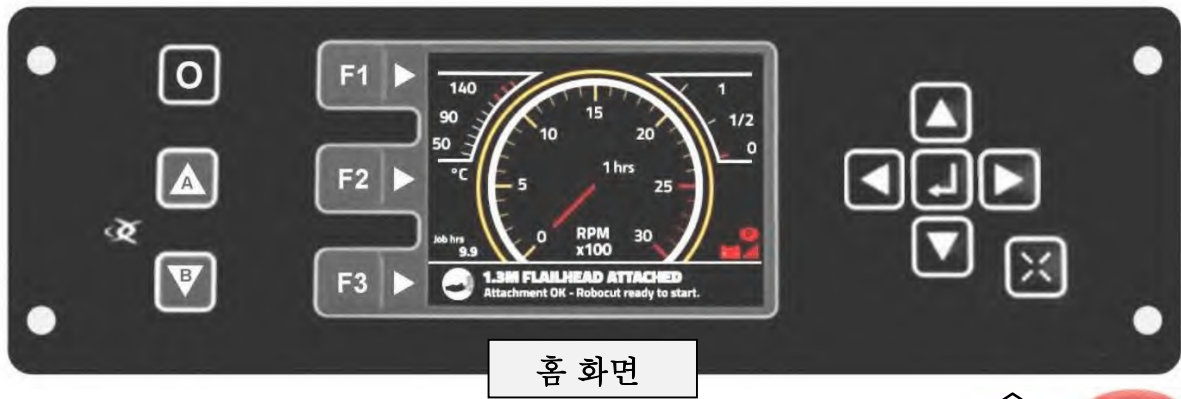 O
A
B
F1
F2
F3
140
90
50
°C
Job hrs
9.9
0
5
10
15
20
25
30
1 hrs
RPM
x100
1
1/2
0
P
1.3M FLAILHEAD ATTACHED
Attachment OK - Robocut ready to start.
홈 화면